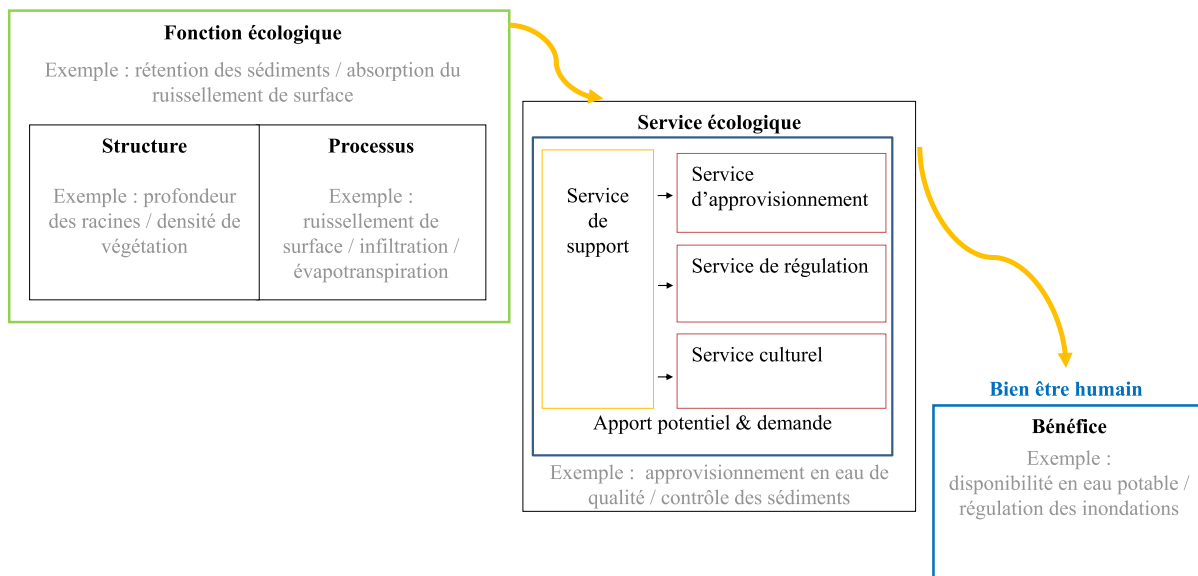 Fonction écologique
Exemple : rétention des sédiments / absorption du
ruissellement de surface
Structure
Exemple : profondeur
des racines / densité de
végétation
Processus
Exemple :
ruissellement de
surface / infiltration /
évapotranspiration
Service écologique
Service
de
support
Service
d’approvisionnement
Service de régulation
Service culturel
Apport potentiel & demande
Exemple : approvisionnement en eau de
qualité / contrôle des sédiments
Bien être humain
Bénéfice
Exemple :
disponibilité en eau potable /
régulation des inondations